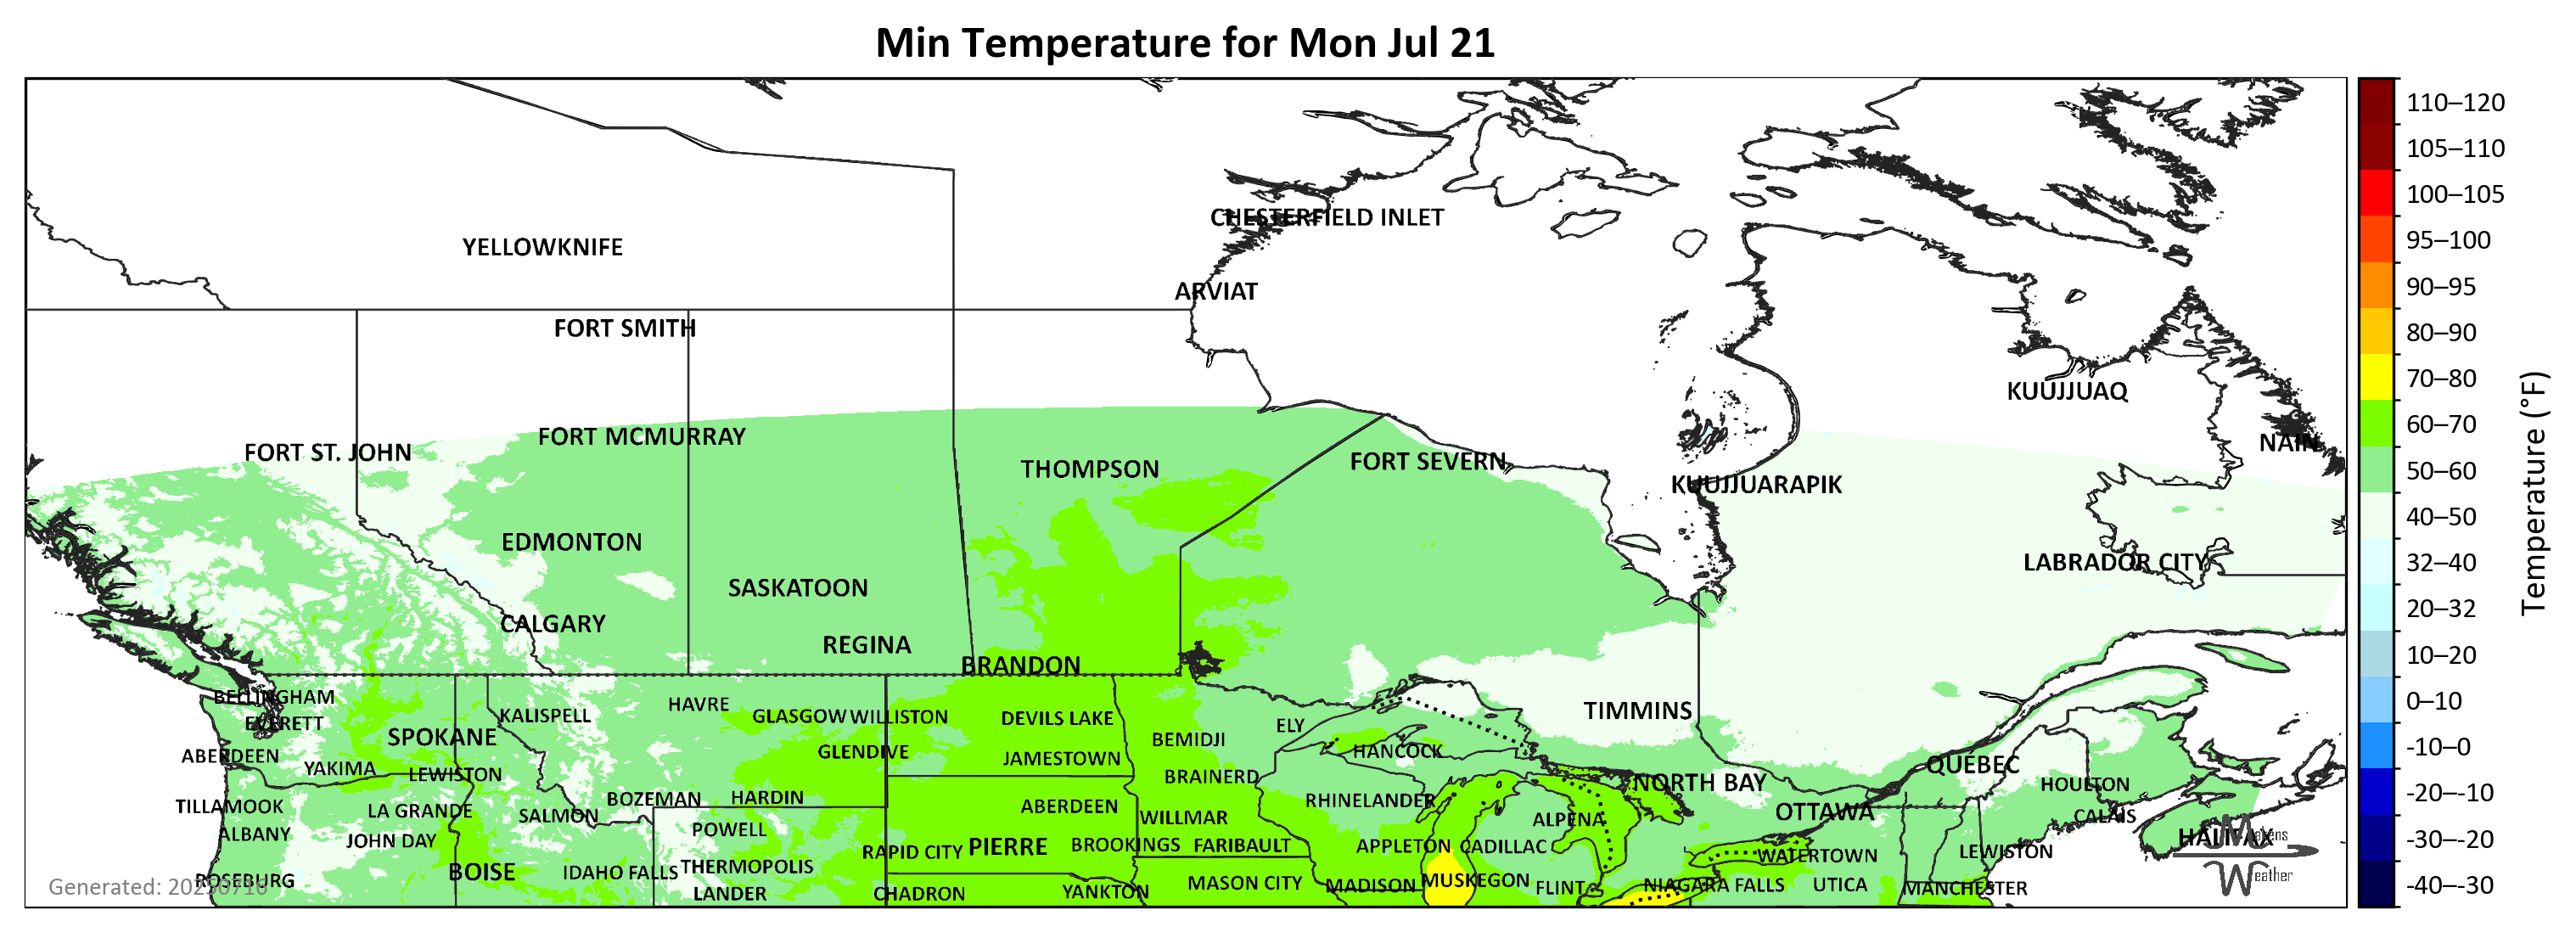 Min Temperature for Mon Jul 21
110–120
105–110
100–105
CHESTERFIELD INLET
YELLOWKNIFE
95–100
ARVIAT
90–95
FORT SMITH
80–90
70–80
KUUJJUAQ
60–70
FORT MCMURRAY
NAIN
FORT ST. JOHN
FORT SEVERN
THOMPSON
50–60
KUUJJUARAPIK
40–50
EDMONTON
LABRADOR CITY
32–40
Temperature (°F)
SASKATOON
20–32
CALGARY
REGINA
10–20
BRANDON
BELLINGHAM
0–10
HAVRE
TIMMINS
KALISPELL
GLASGOW WILLISTON
DEVILS LAKE
EVERETT
ELY
SPOKANE
BEMIDJI
-10–0
ABERDEEN
GLENDIVE
HANCOCK
JAMESTOWN
QUÉBEC
YAKIMA
LEWISTON
BRAINERD
NORTH BAY
HOULTON
-20–-10
BOZEMAN
HARDIN
RHINELANDER
TILLAMOOK
LA GRANDE
ABERDEEN
SALMON
OTTAWA
CALAIS
WILLMAR
ALPENA
POWELL
ALBANY
HALIFAX
-30–-20
JOHN DAY
PIERRE
BROOKINGS
FARIBAULT
APPLETON
CADILLAC
RAPID CITY
LEWISTON
WATERTOWN
THERMOPOLIS
BOISE
IDAHO FALLS
Makens
Weather
ROSEBURG
MUSKEGON
MASON CITY
MADISON
NIAGARA FALLS
UTICA
-40–-30
Generated: 20250716
FLINT
MANCHESTER
YANKTON
LANDER
CHADRON